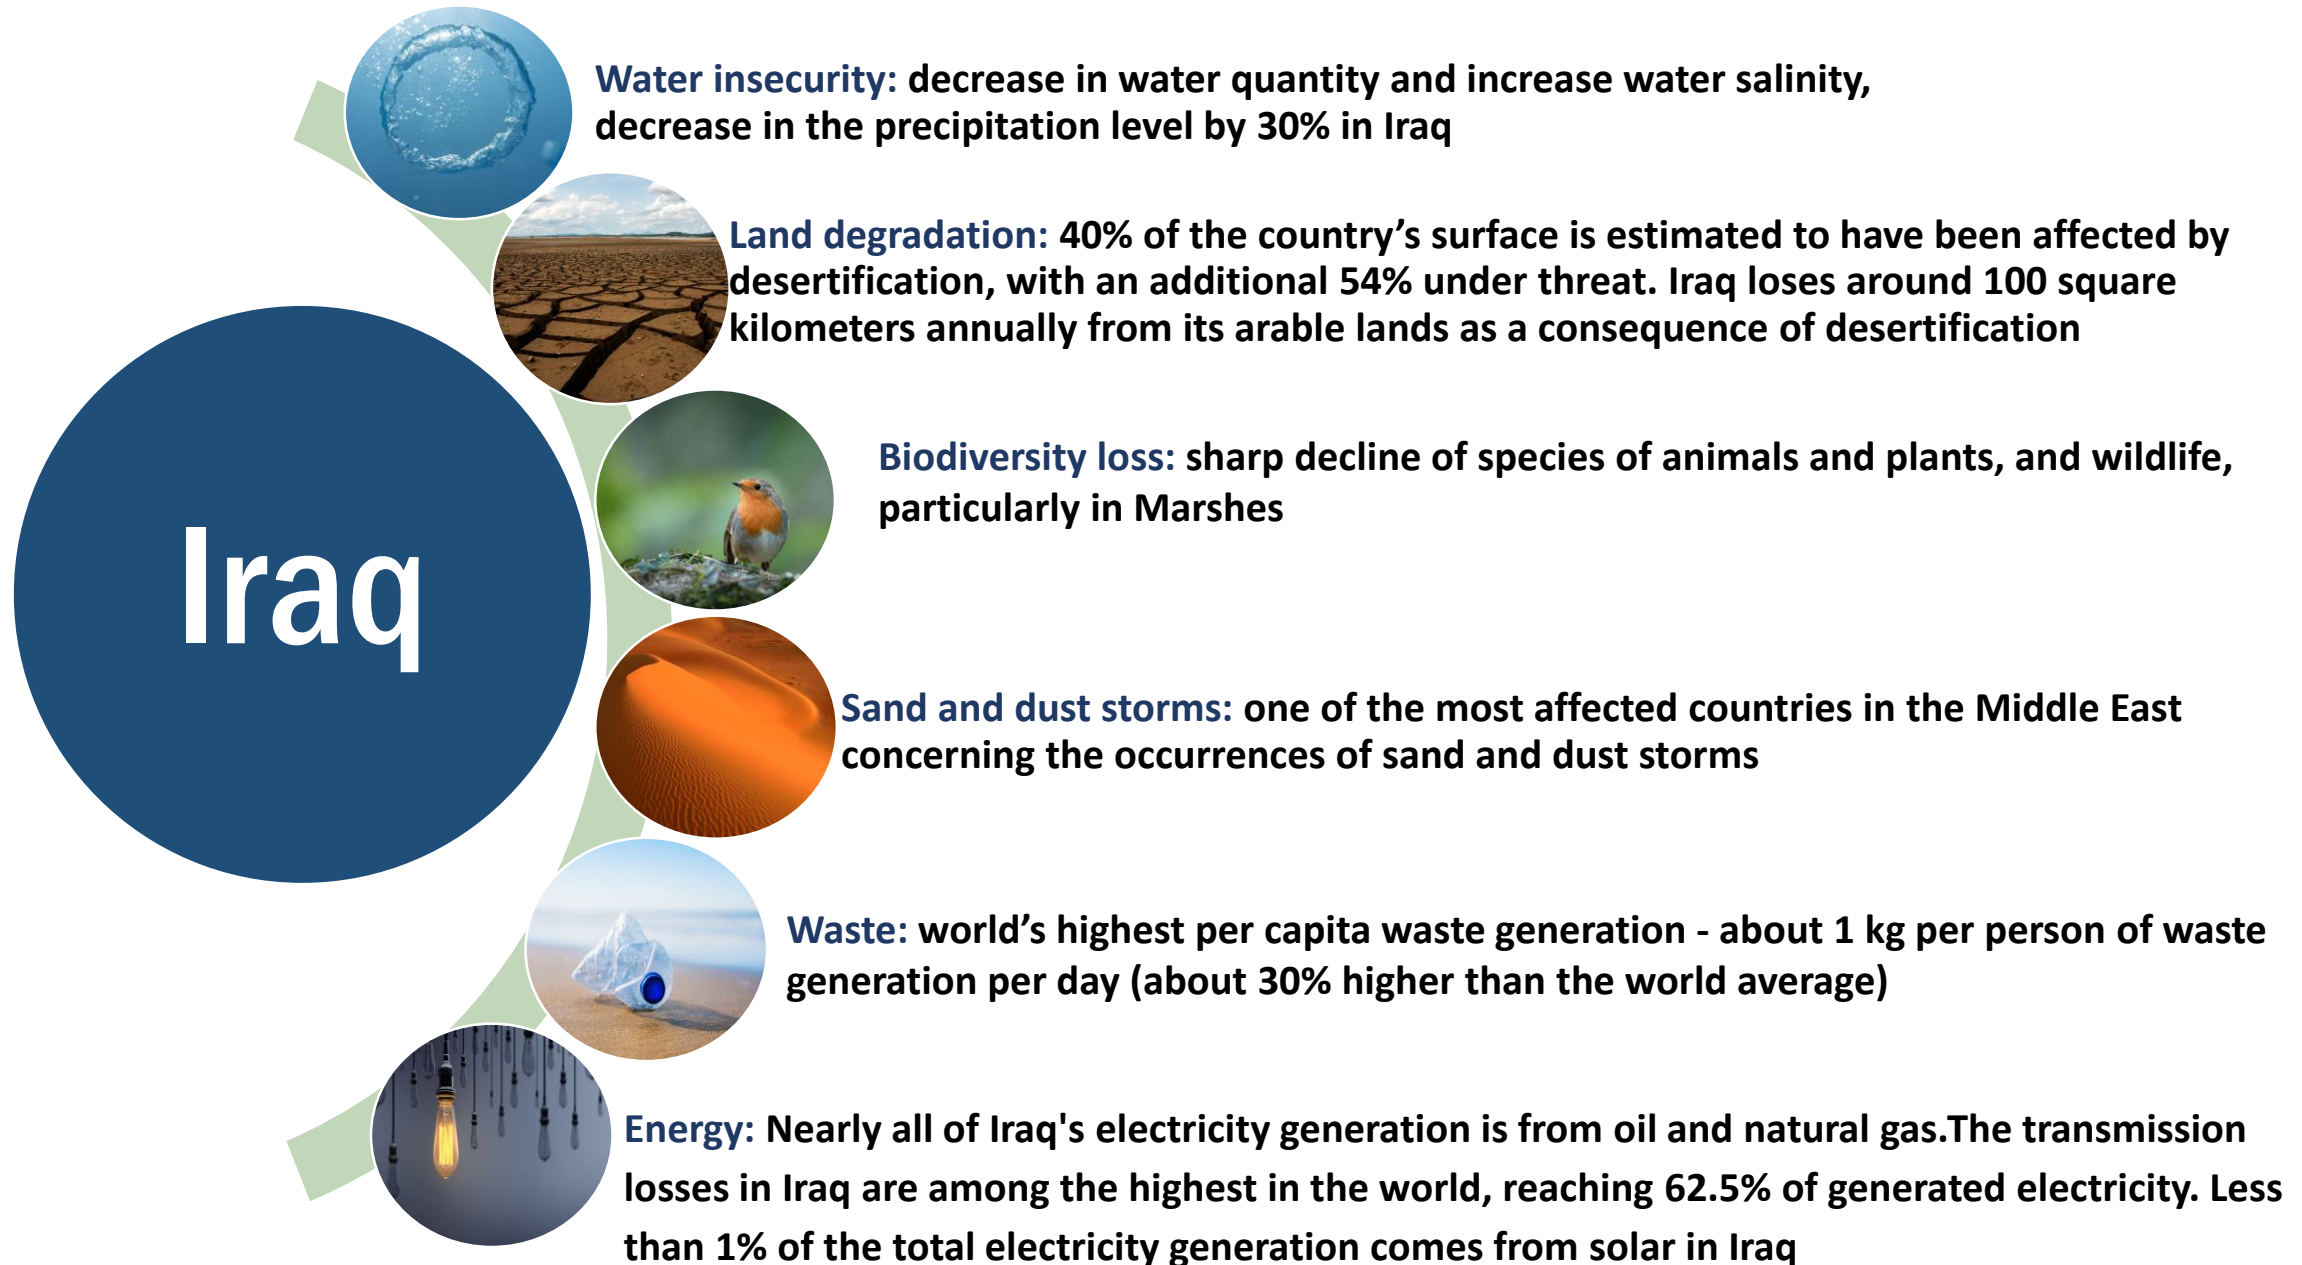 Water insecurity: decrease in water quantity and increase water salinity,
decrease in the precipitation level by 30% in Iraq
Land degradation: 40% of the country’s surface is estimated to have been affected by
desertification, with an additional 54% under threat. Iraq loses around 100 square
kilometers annually from its arable lands as a consequence of desertification
Biodiversity loss: sharp decline of species of animals and plants, and wildlife,
particularly in Marshes
Iraq
Sand and dust storms: one of the most affected countries in the Middle East
concerning the occurrences of sand and dust storms
Waste: world’s highest per capita waste generation - about 1 kg per person of waste
generation per day (about 30% higher than the world average)
Energy: Nearly all of Iraq's electricity generation is from oil and natural gas.The transmission
losses in Iraq are among the highest in the world, reaching 62.5% of generated electricity. Less
than 1% of the total electricity generation comes from solar in Iraq